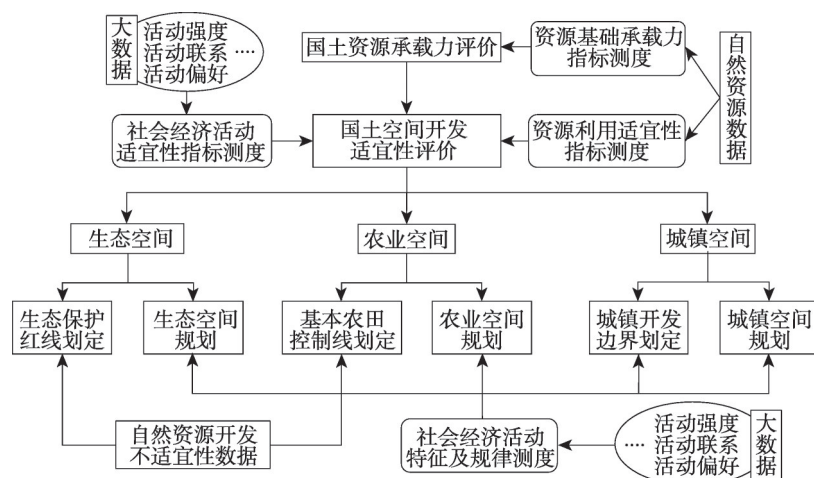 大数据
活动强度
活动联系 ····
活动偏好
国土资源承载力评价
资源基础承载力
指标测度
自然资源数据
社会经济活动
适宜性指标测度
国土空间开发
适宜性评价
资源利用适宜性
指标测度
生态空间
农业空间
城镇空间
生态保护
红线划定
生态空间
规划
基本农田
控制线划定
农业空间
规划
城镇开发
边界划定
城镇空间
规划
自然资源开发
不适宜性数据
社会经济活动
特征及规律测度
活动强度
···· 活动联系
活动偏好
大数据